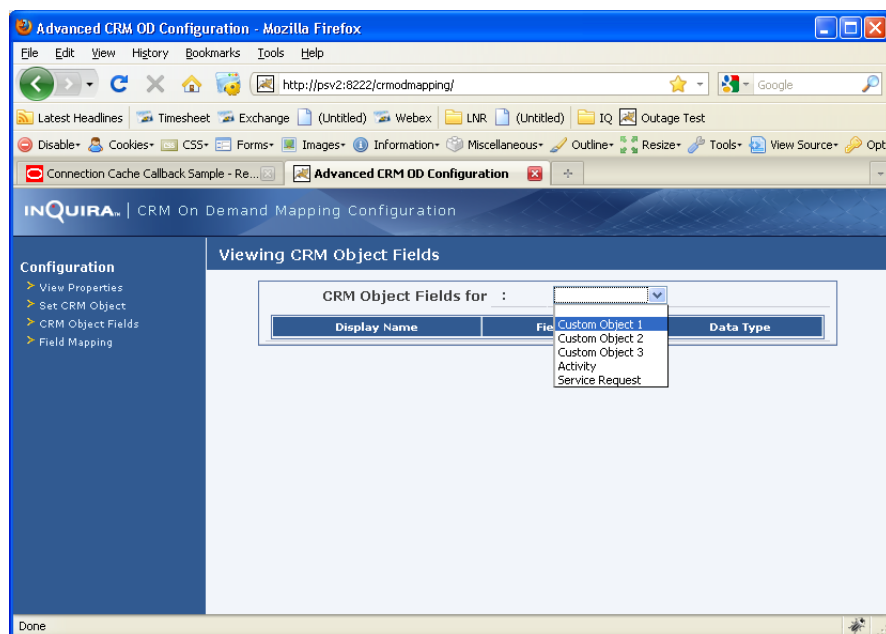 Advanced CRM OD Configuration - Mozilla Firefox
File Edit View History Bookmarks Tools Help
http://psv2:8222/crmodmapping/
Google
Latest Headlines Timesheet Exchange (Untitled) Webex LNR (Untitled) IQ Outage Test
Disable Cookies CSS Forms Images Information Miscellaneous Outline Resize Tools View Source Opt
Connection Cache Callback Sample - Re... Advanced CRM OD Configuration
INQUIRA™ | CRM On Demand Mapping Configuration
Configuration
View Properties
Set CRM Object
CRM Object Fields
Field Mapping
Viewing CRM Object Fields
CRM Object Fields for :
Display Name Fie Data Type
Custom Object 1
Custom Object 2
Custom Object 3
Activity
Service Request
Done